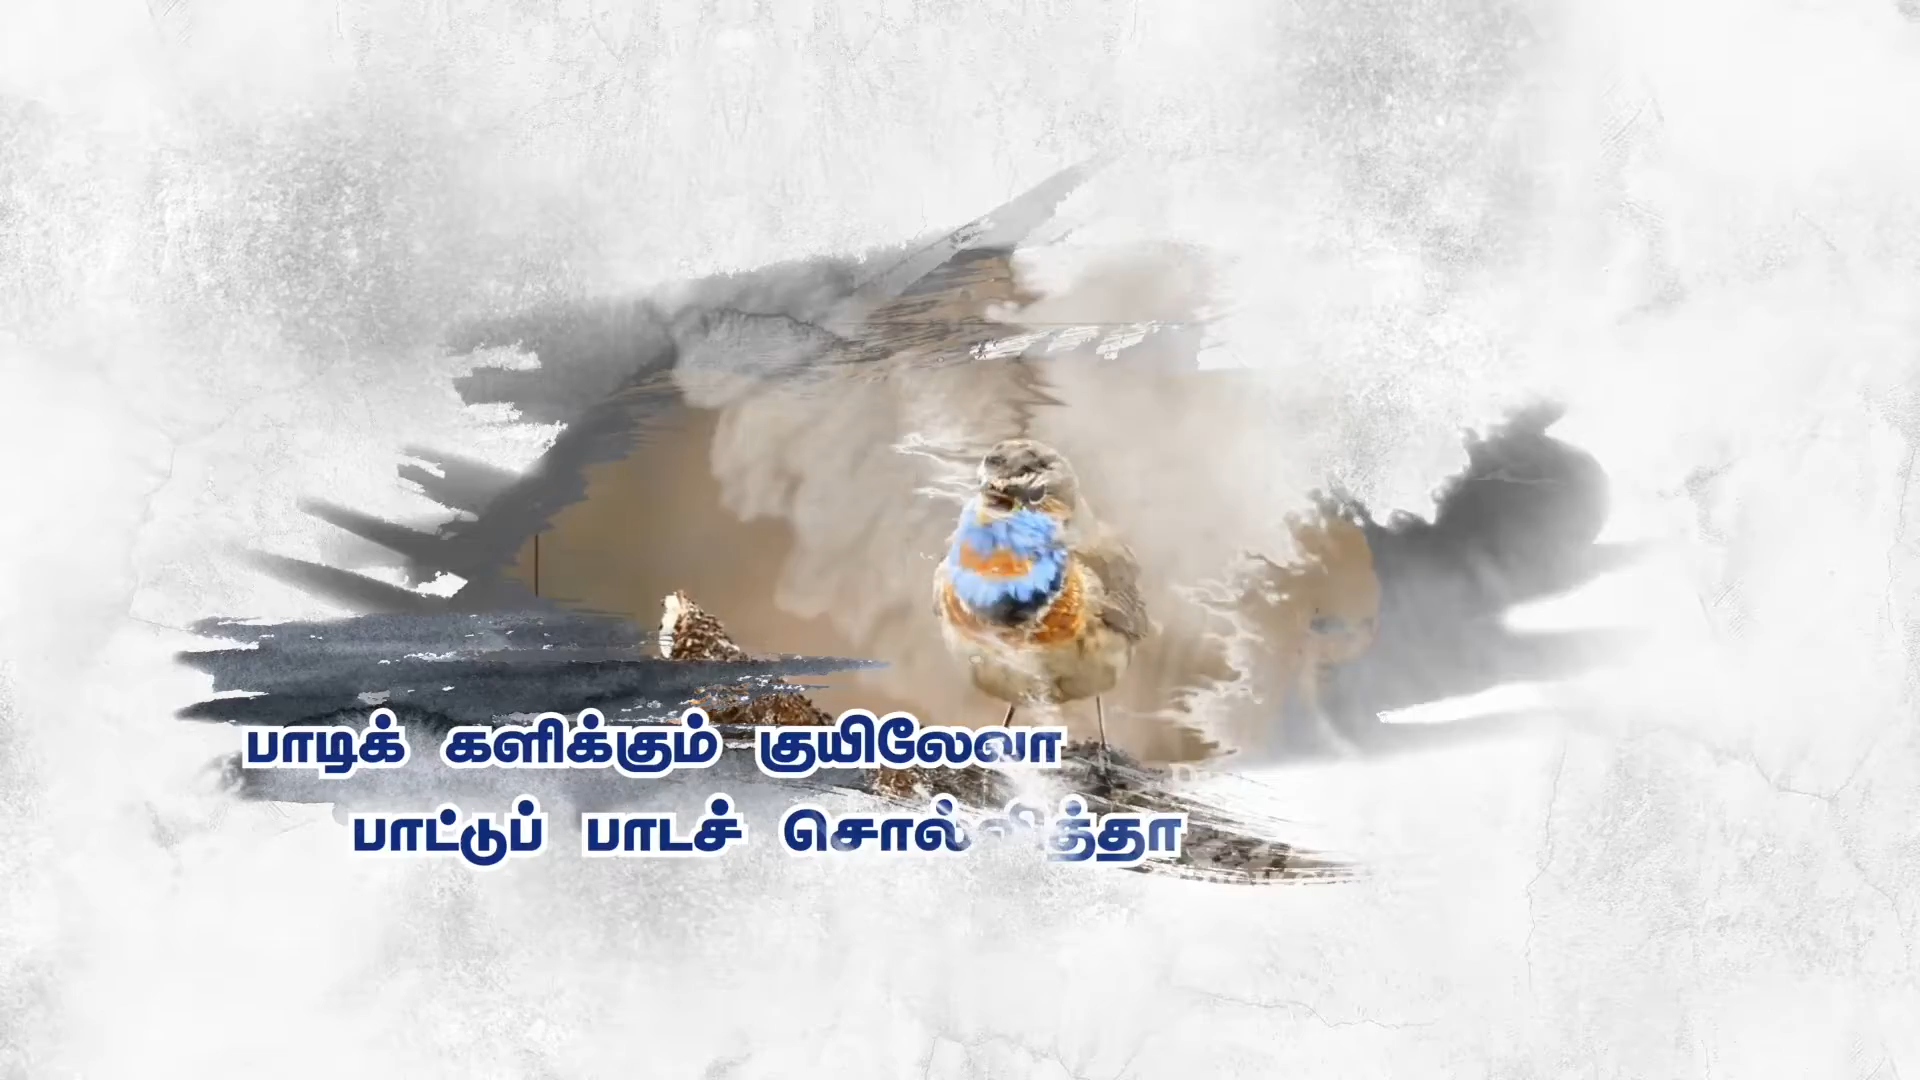 பாடிக் களிக்கும் குயிலேவா
பாட்டுப் பாடச் சொல்லித்தா